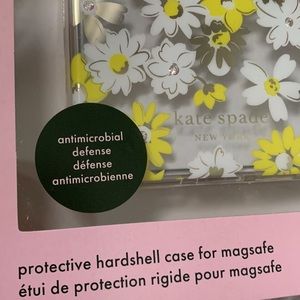 kate spade
NEW YORK
antimicrobial
defense
défense
antimicrobienne
protective hardshell case for magsafe
étui de protection rigide pour magsafe